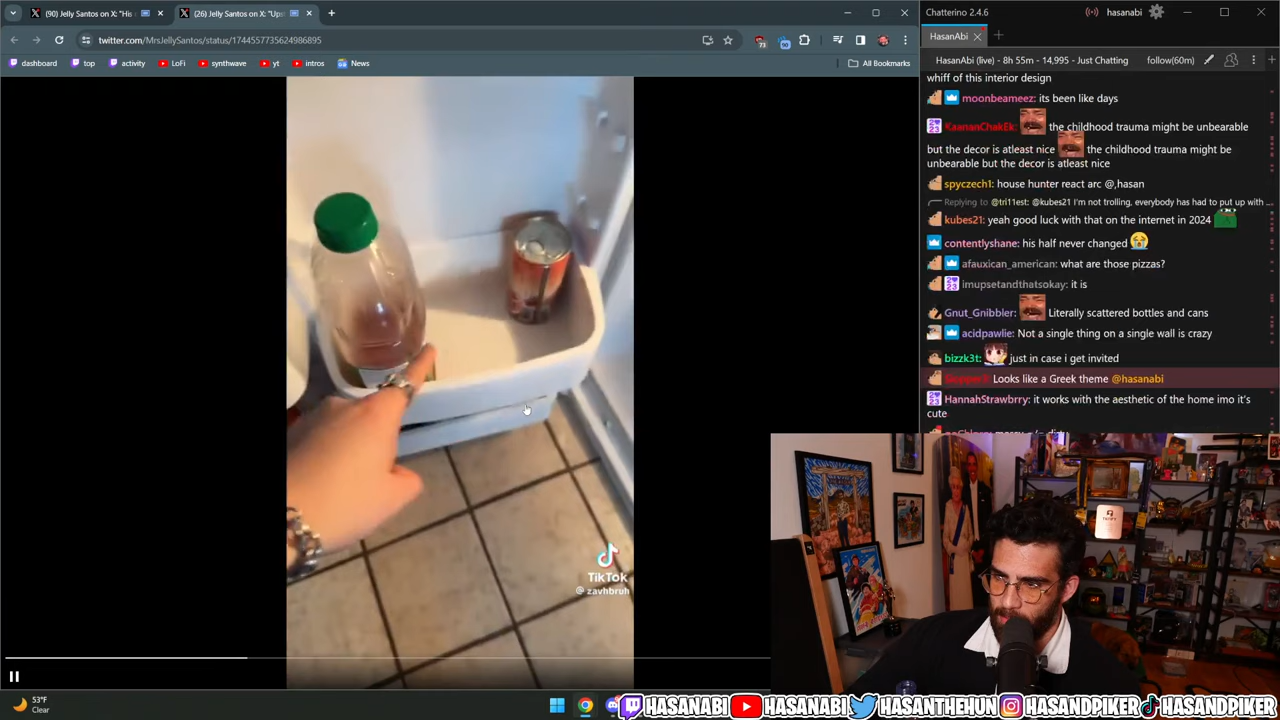 (90) Jelly Santos on X: "His
(26) Jelly Santos on X: "Ups
twitter.com/MrsJellySantos/status/1744557735624986895
dashboard
top
activity
LoFi
synthwave
yt
intros
News
All Bookmarks
TikTok
@zavhbruh
53°F
Clear
Chatterino 2.4.6
hasanabi
HasanAbi
HasanAbi (live) - 8h 55m - 14,995 - Just Chatting
follow(60m)
whiff of this interior design
moonbeameez: its been like days
KaananChakEk: the childhood trauma might be unbearable
but the decor is atleast nice the childhood trauma might be
unbearable but the decor is atleast nice
spyczech1: house hunter react arc @,hasan
Replying to @tri11est: @kubes21 I'm not trolling, everybody has had to put up with ...
kubes21: yeah good luck with that on the internet in 2024
contentlyshane: his half never changed
afauxican_american: what are those pizzas?
imupsetandthatsokay: it is
Gnut_Gnibbler: Literally scattered bottles and cans
acidpawlie: Not a single thing on a single wall is crazy
bizzk3t: just in case i get invited
Looks like a Greek theme @hasanabi
HannahStrawbrry: it works with the aesthetic of the home imo it's
cute
HASANABI
HASANABI
HASANTHEHUN
HASANDPIKER
HASANDPIKER